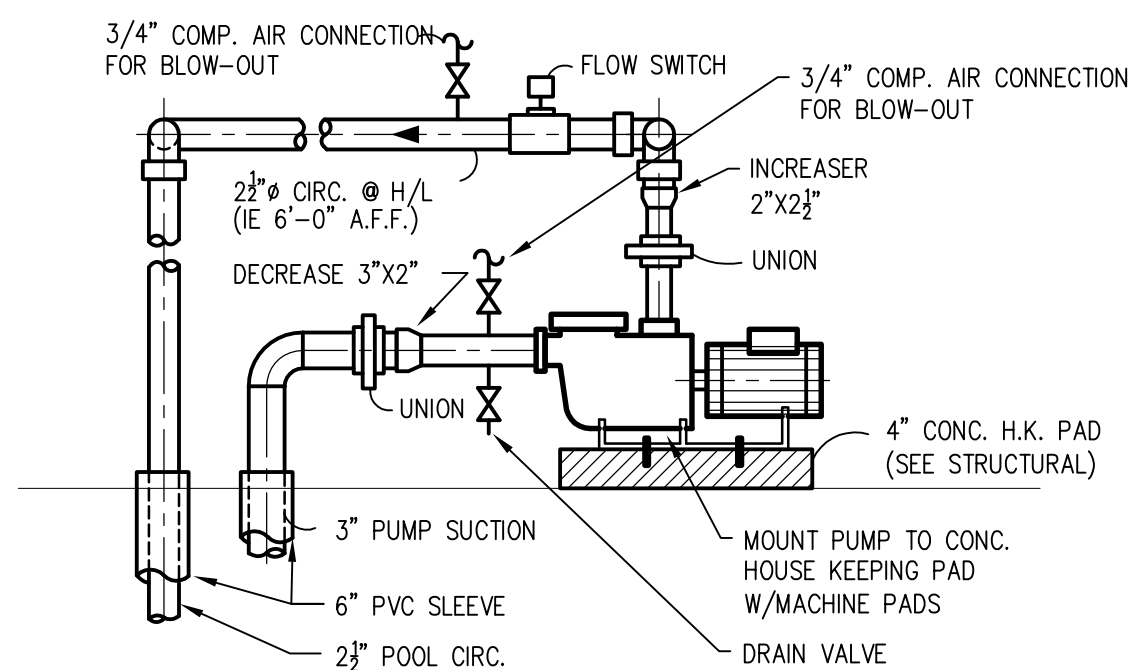 3/4" COMP. AIR CONNECTION
FOR BLOW-OUT
FLOW SWITCH
3/4" COMP. AIR CONNECTION
FOR BLOW-OUT
2½"ø CIRC. @ H/L
(IE 6'-0" A.F.F.)
INCREASER
2"X2½"
DECREASE 3"X2"
UNION
UNION
4" CONC. H.K. PAD
(SEE STRUCTURAL)
3" PUMP SUCTION
MOUNT PUMP TO CONC.
HOUSE KEEPING PAD
W/MACHINE PADS
6" PVC SLEEVE
2½" POOL CIRC.
DRAIN VALVE